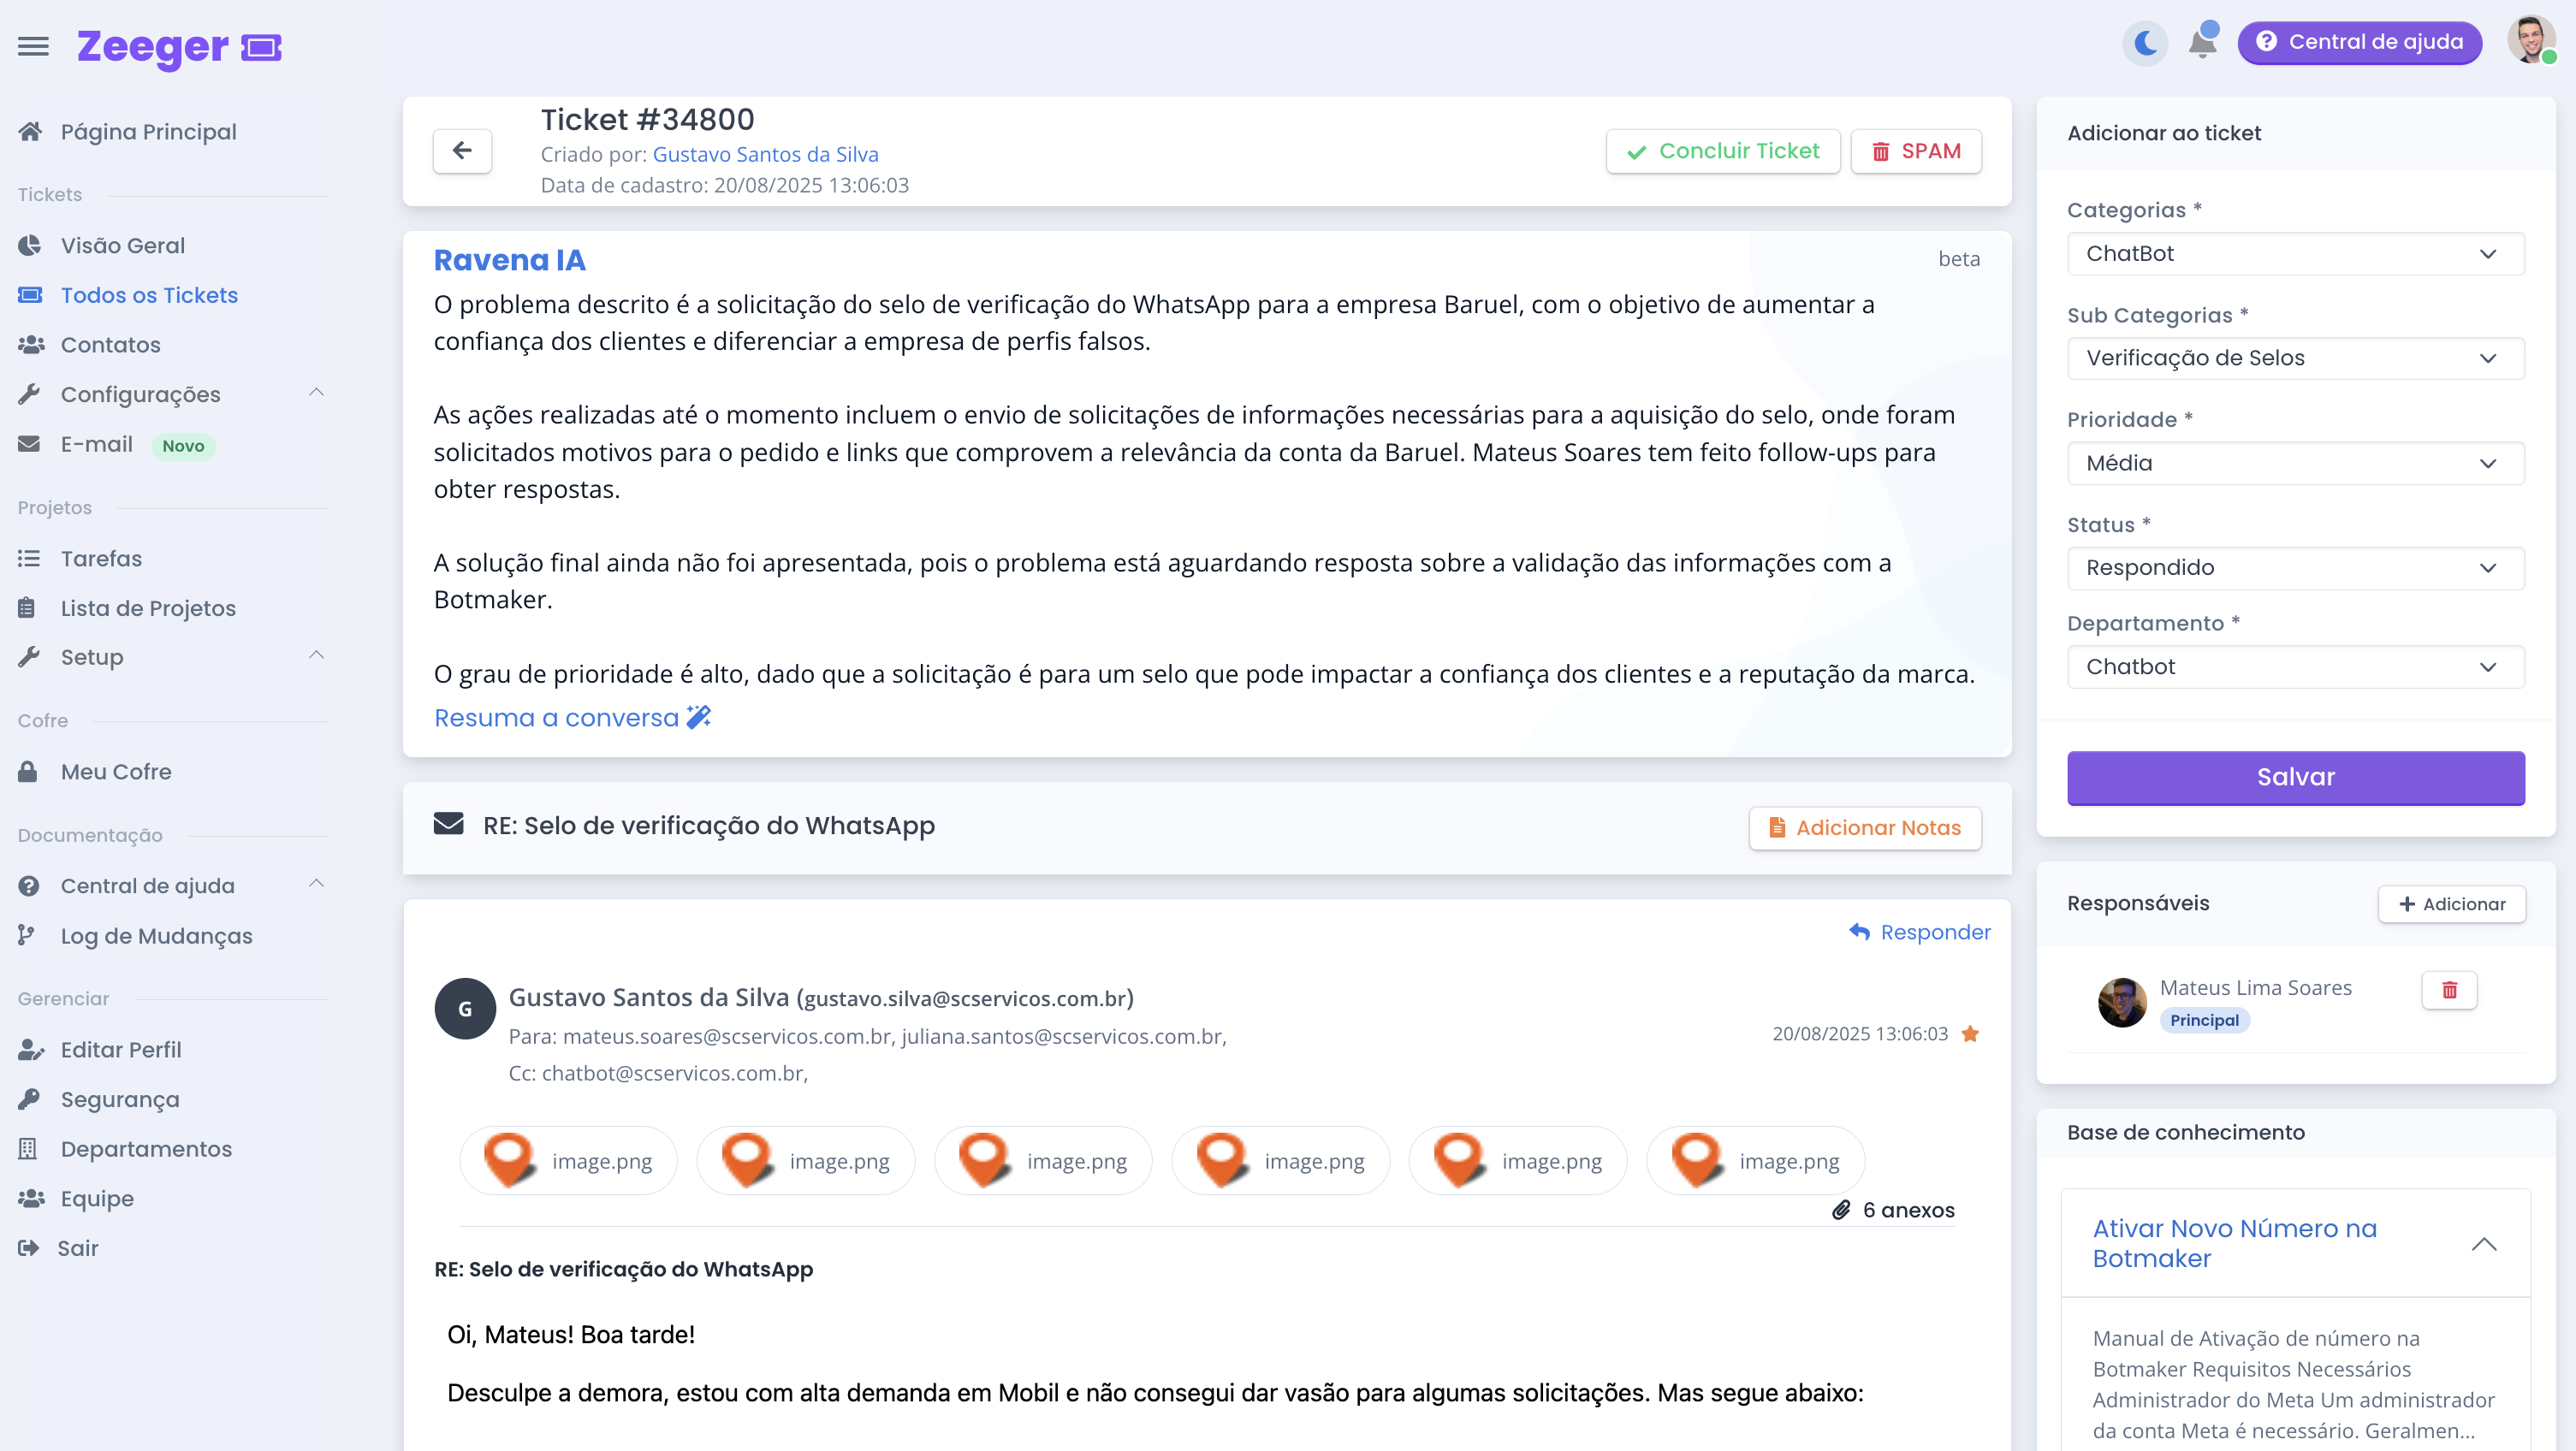 Zeeger
Central de ajuda
Página Principal
Tickets
Visão Geral
Todos os Tickets
Contatos
Configurações
E-mail Novo
Projetos
Tarefas
Lista de Projetos
Setup
Cofre
Meu Cofre
Documentação
Central de ajuda
Log de Mudanças
Gerenciar
Editar Perfil
Segurança
Departamentos
Equipe
Sair
Ticket #34800
Criado por: Gustavo Santos da Silva
Data de cadastro: 20/08/2025 13:06:03
Concluir Ticket
SPAM
Ravena IA
beta
O problema descrito é a solicitação do selo de verificação do WhatsApp para a empresa Baruel, com o objetivo de aumentar a
confiança dos clientes e diferenciar a empresa de perfis falsos.
As ações realizadas até o momento incluem o envio de solicitações de informações necessárias para a aquisição do selo, onde foram
solicitados motivos para o pedido e links que comprovem a relevância da conta da Baruel. Mateus Soares tem feito follow-ups para
obter respostas.
A solução final ainda não foi apresentada, pois o problema está aguardando resposta sobre a validação das informações com a
Botmaker.
O grau de prioridade é alto, dado que a solicitação é para um selo que pode impactar a confiança dos clientes e a reputação da marca.
Resuma a conversa
RE: Selo de verificação do WhatsApp
Adicionar Notas
Responder
G
Gustavo Santos da Silva (gustavo.silva@scservicos.com.br)
Para: mateus.soares@scservicos.com.br, juliana.santos@scservicos.com.br,
20/08/2025 13:06:03
Cc: chatbot@scservicos.com.br,
image.png
image.png
image.png
image.png
image.png
image.png
6 anexos
RE: Selo de verificação do WhatsApp
Oi, Mateus! Boa tarde!
Desculpe a demora, estou com alta demanda em Mobil e não consegui dar vasão para algumas solicitações. Mas segue abaixo:
Adicionar ao ticket
Categorias *
ChatBot
Sub Categorias *
Verificação de Selos
Prioridade *
Média
Status *
Respondido
Departamento *
Chatbot
Salvar
Responsáveis
Adicionar
Mateus Lima Soares
Principal
Base de conhecimento
Ativar Novo Número na
Botmaker
Manual de Ativação de número na
Botmaker Requisitos Necessários
Administrador do Meta Um administrador
da conta Meta é necessário. Geralmen...